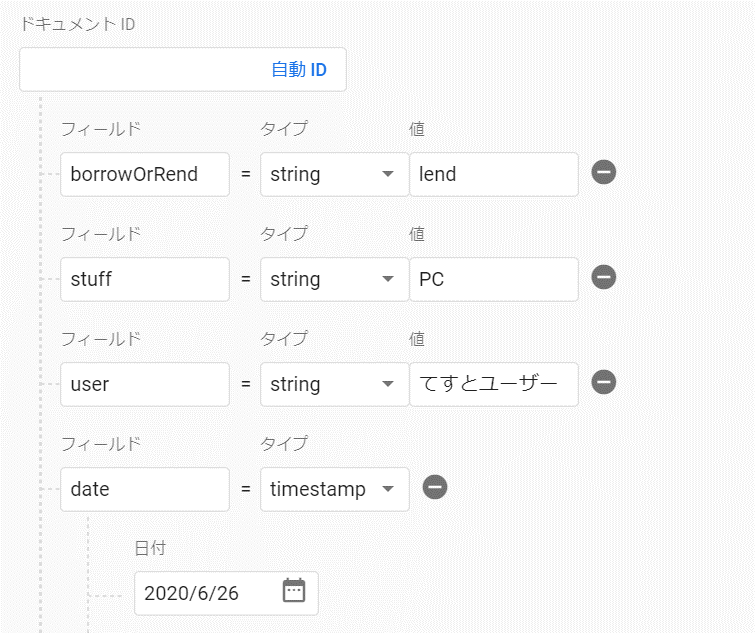 ドキュメント ID
自動 ID
フィールド タイプ 値
borrowOrRend = string lend
フィールド タイプ 値
stuff = string PC
フィールド タイプ 値
user = string てすとユーザー
フィールド タイプ
date = timestamp
日付
2020/6/26